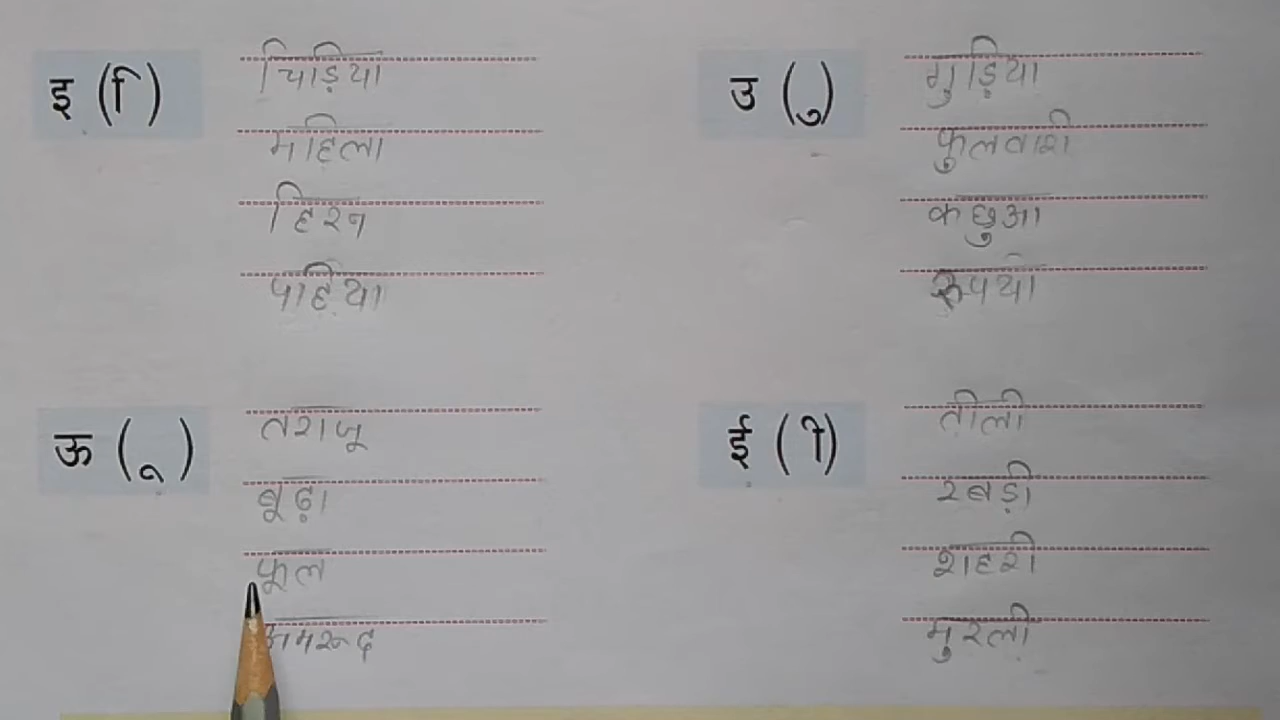 इ ( ि )
चिड़िया
महिला
हिरन
पहिया
उ ( ु )
गुड़िया
फुलवारी
कछुआ
रुपया
ऊ ( ू )
तराजू
बूढ़ा
फूल
अमरूद
ई ( ी )
तीली
रबड़ी
शहरी
मुरली